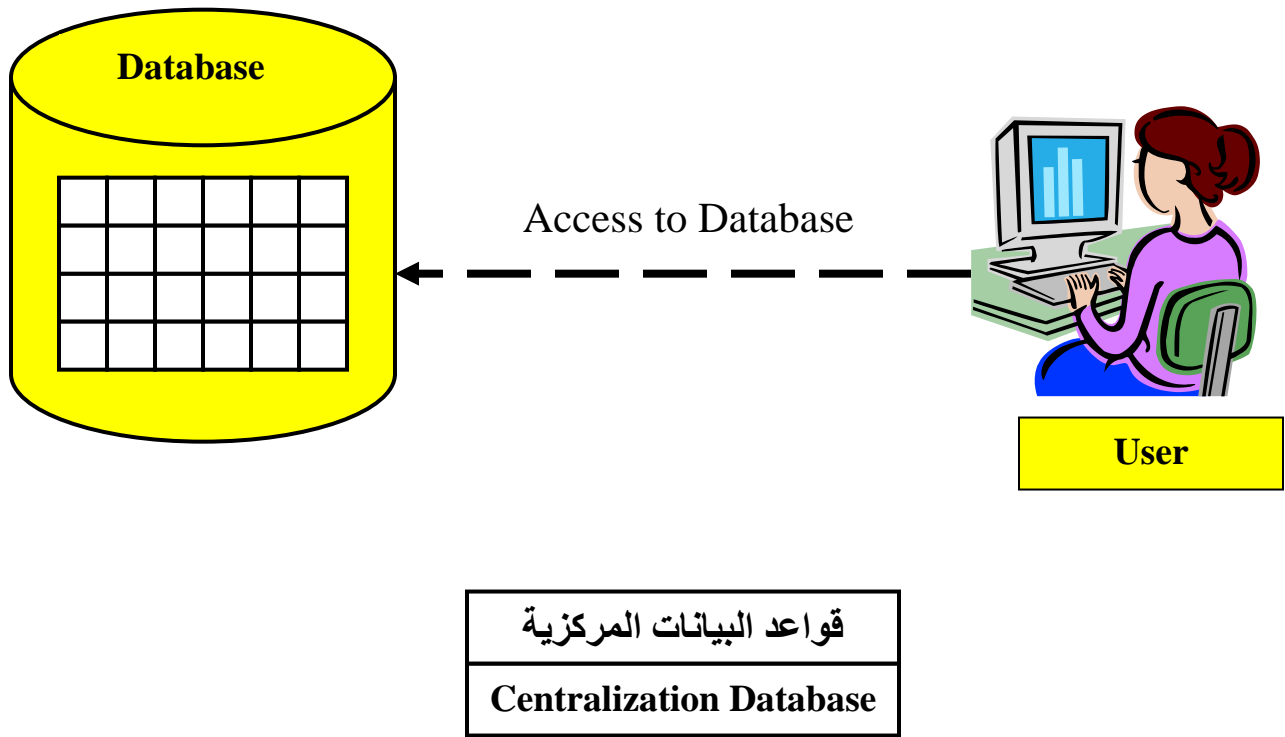 Database
Access to Database
User
قواعد البيانات المركزية
Centralization Database